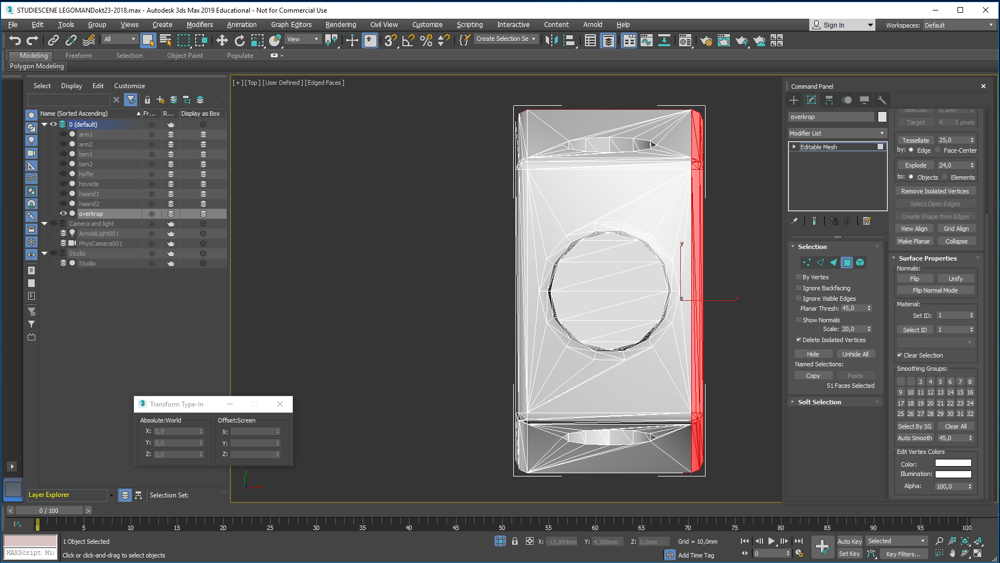 STUDIESCENE LEGOMANDokt23-2018.max - Autodesk 3ds Max 2019 Educational - Not for Commercial Use
File Edit Tools Group Views Create Modifiers Animation Graph Editors Rendering Civil View Customize Scripting Interactive Content Arnold Help
Sign In
Workspaces: Default
All
View
Create Selection Se
Modeling Freeform Selection Object Paint Populate
Polygon Modeling
Select Display Edit Customize
Name (Sorted Ascending) Fr... R... Display as Box
0 (default)
arm1
arm2
ben1
ben2
hofte
hovede
haand1
haand2
overkrop
Camera and light
ArnoldLight001
PhysCamera001
Studio
Studio
[+] [Top ] [User Defined ] [Edged Faces ]
y
x
z
Transform Type-In
Absolute:World
X: 0,0
Y: 0,0
Z: 0,0
Offset:Screen
X:
Y:
Z:
Layer Explorer
Selection Set:
Command Panel
overkrop
Modifier List
Editable Mesh
Selection
By Vertex
Ignore Backfacing
Ignore Visible Edges
Planar Thresh: 45,0
Show Normals
Scale: 20,0
Delete Isolated Vertices
Hide Unhide All
Named Selections:
Copy Paste
51 Faces Selected
Soft Selection
Selected 0,1mm
Target 4 pixels
Tessellate 25,0
by: Edge Face-Center
Explode 24,0
to: Objects Elements
Remove Isolated Vertices
Select Open Edges
Create Shape from Edges
View Align Grid Align
Make Planar Collapse
Surface Properties
Normals:
Flip Unify
Flip Normal Mode
Material:
Set ID: 1
Select ID 1
Clear Selection
Smoothing Groups:
3 4 5 6 7 8
9 10 11 12 13 14 15 16
17 18 19 20 21 22 23 24
25 26 27 28 29 30 31 32
Select By SG Clear All
Auto Smooth 45,0
Edit Vertex Colors
Color:
Illumination:
Alpha: 100,0
< 0 / 100 >
0 5 10 15 20 25 30 35 40 45 50 55 60 65 70 75 80 85 90 95 100
1 Object Selected
MAXScript Mi
Click or click-and-drag to select objects
X: -15,894mm Y: 4,588mm Z: 0,0mm
Grid = 10,0mm
Add Time Tag
0
Auto Key Selected
Set Key Key Filters...